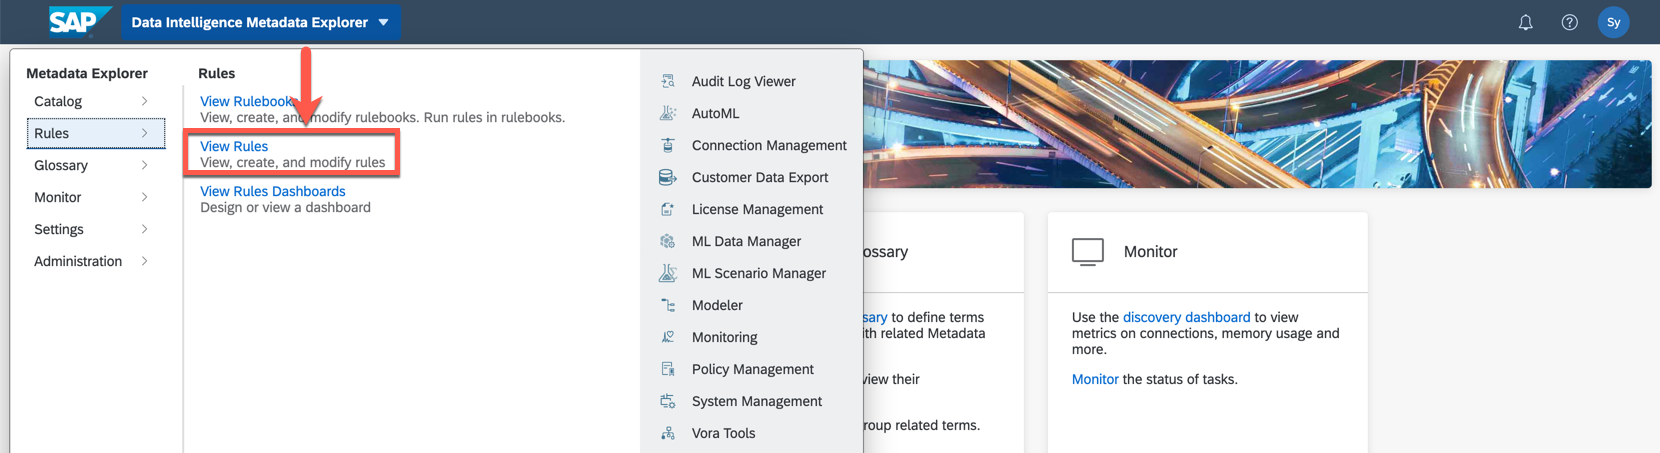 SAP
Data Intelligence Metadata Explorer
Sy
Metadata Explorer
Catalog
Rules
Glossary
Monitor
Settings
Administration
Rules
View Rulebook
View, create, and modify rulebooks. Run rules in rulebooks.
View Rules
View, create, and modify rules
View Rules Dashboards
Design or view a dashboard
Audit Log Viewer
AutoML
Connection Management
Customer Data Export
License Management
ML Data Manager
ML Scenario Manager
Modeler
Monitoring
Policy Management
System Management
Vora Tools
ossary
sary to define terms
ith related Metadata
view their
roup related terms.
Monitor
Use the discovery dashboard to view
metrics on connections, memory usage and
more.
Monitor the status of tasks.